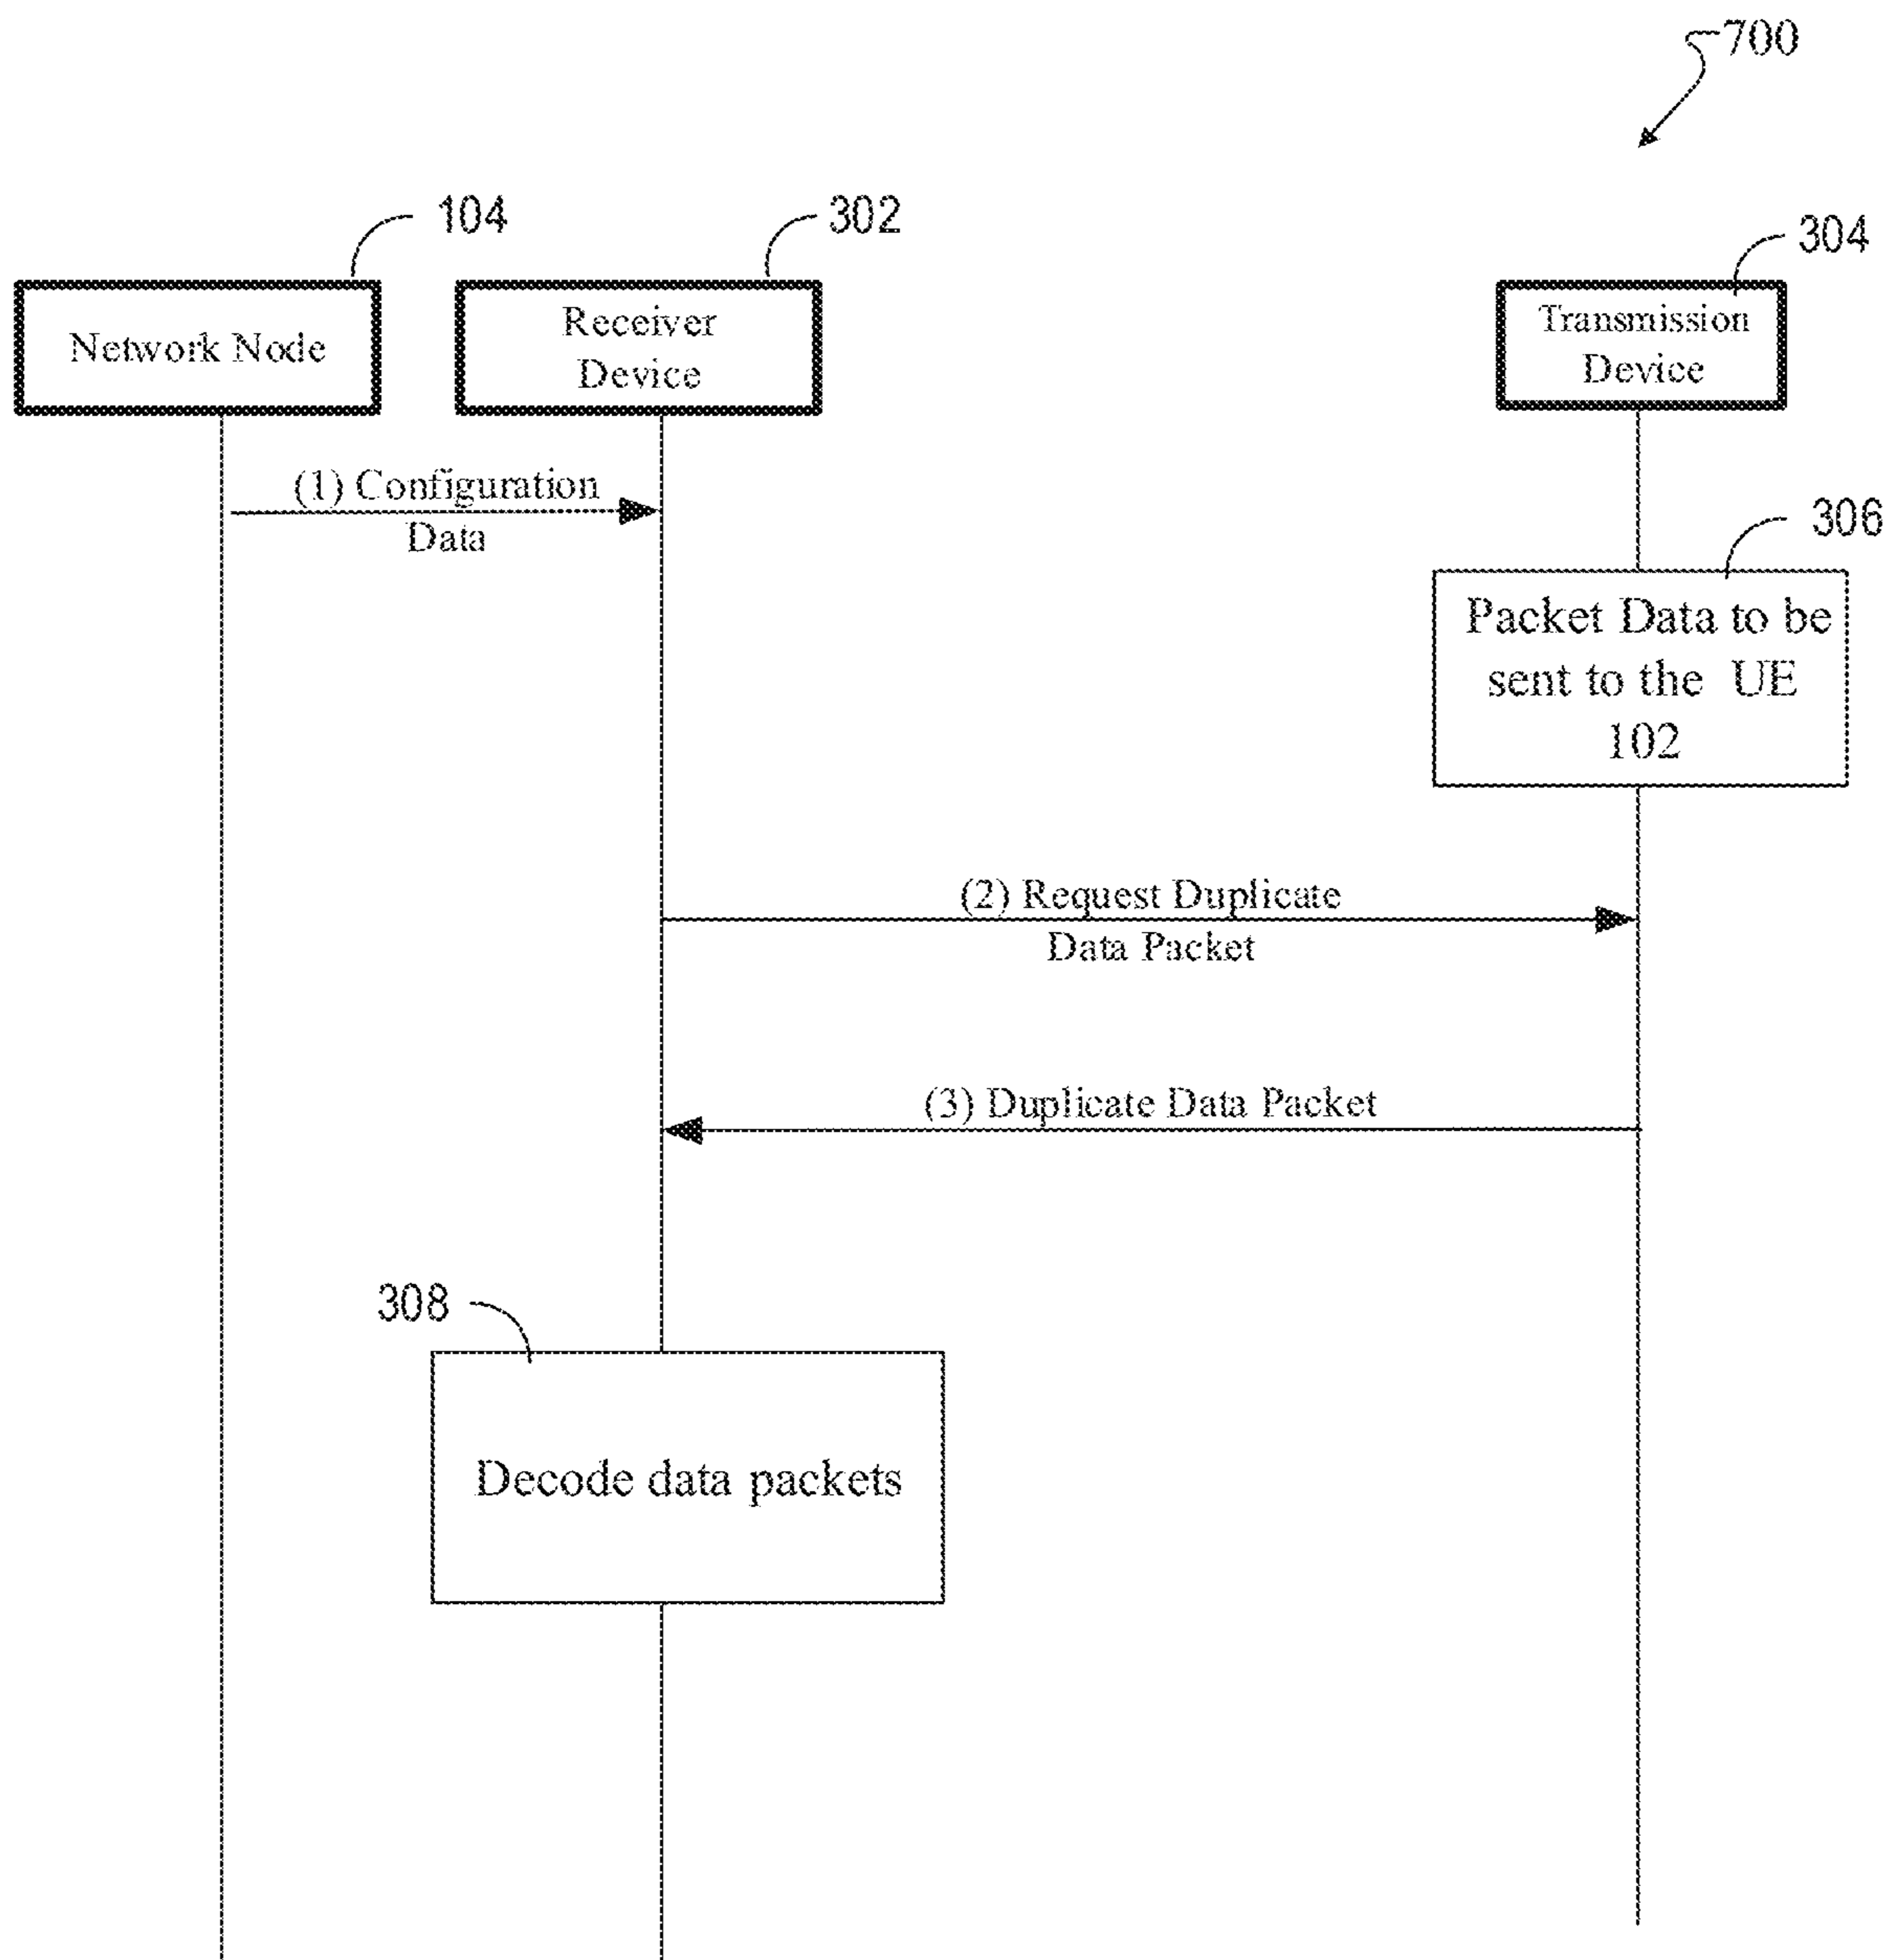 700
104
302
304
Network Node
Receiver
Device
Transmission
Device
(1) Configuration
Data
306
Packet Data to be
sent to the UE
102
(2) Request Duplicate
Data Packet
(3) Duplicate Data Packet
308
Decode data packets